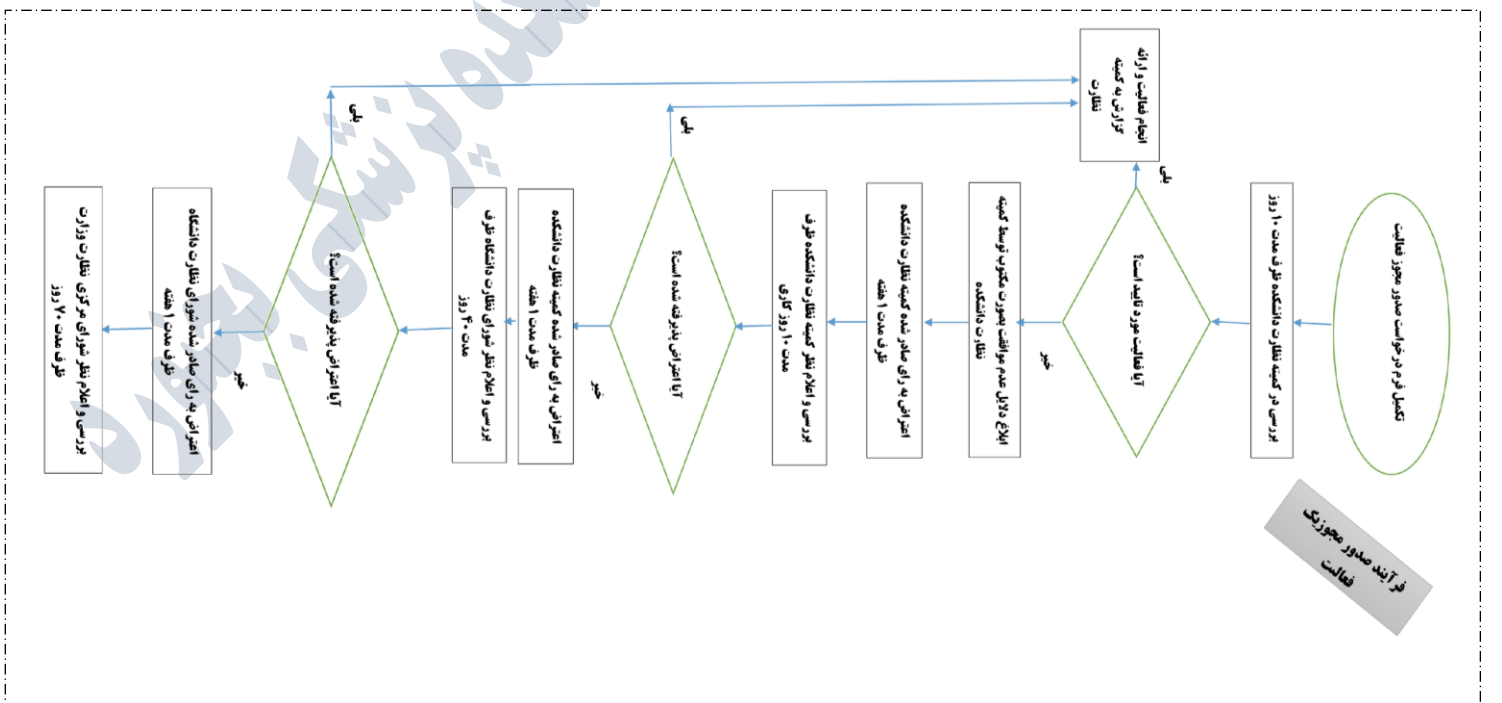 فرآیند صدور مجوز یک
فعالیت
تکمیل فرم درخواست صدور مجوز فعالیت
بررسی در کمیته نظارت دانشکده ظرف مدت ۱۰ روز
آیا فعالیت مورد تایید است؟
بلی
انجام فعالیت و ارائه
گزارش به کمیته
نظارت
خیر
ابلاغ دلایل عدم موافقت بصورت مکتوب توسط کمیته
نظارت دانشکده
اعتراض به رای صادر شده کمیته نظارت دانشکده
ظرف مدت ۱ هفته
بررسی و اعلام نظر کمیته نظارت دانشکده ظرف
مدت ۱۰ روز کاری
آیا اعتراض پذیرفته شده است؟
بلی
خیر
اعتراض به رای صادر شده کمیته نظارت دانشکده
ظرف مدت ۱ هفته
بررسی و اعلام نظر شورای نظارت دانشگاه ظرف
مدت ۴۰ روز
آیا اعتراض پذیرفته شده است؟
بلی
خیر
اعتراض به رای صادر شده شورای نظارت دانشگاه
ظرف مدت ۱ هفته
بررسی و اعلام نظر شورای مرکزی نظارت وزارت
ظرف مدت ۷۰ روز
پزشکی